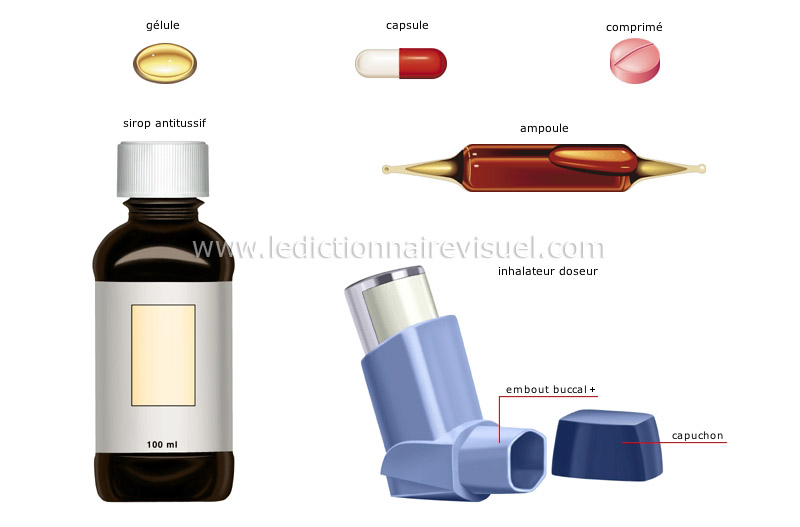 gélule
capsule
comprimé
sirop antitussif
ampoule
www.ledictionnairevisuel.com
inhalateur doseur
embout buccal +
capuchon
100 ml